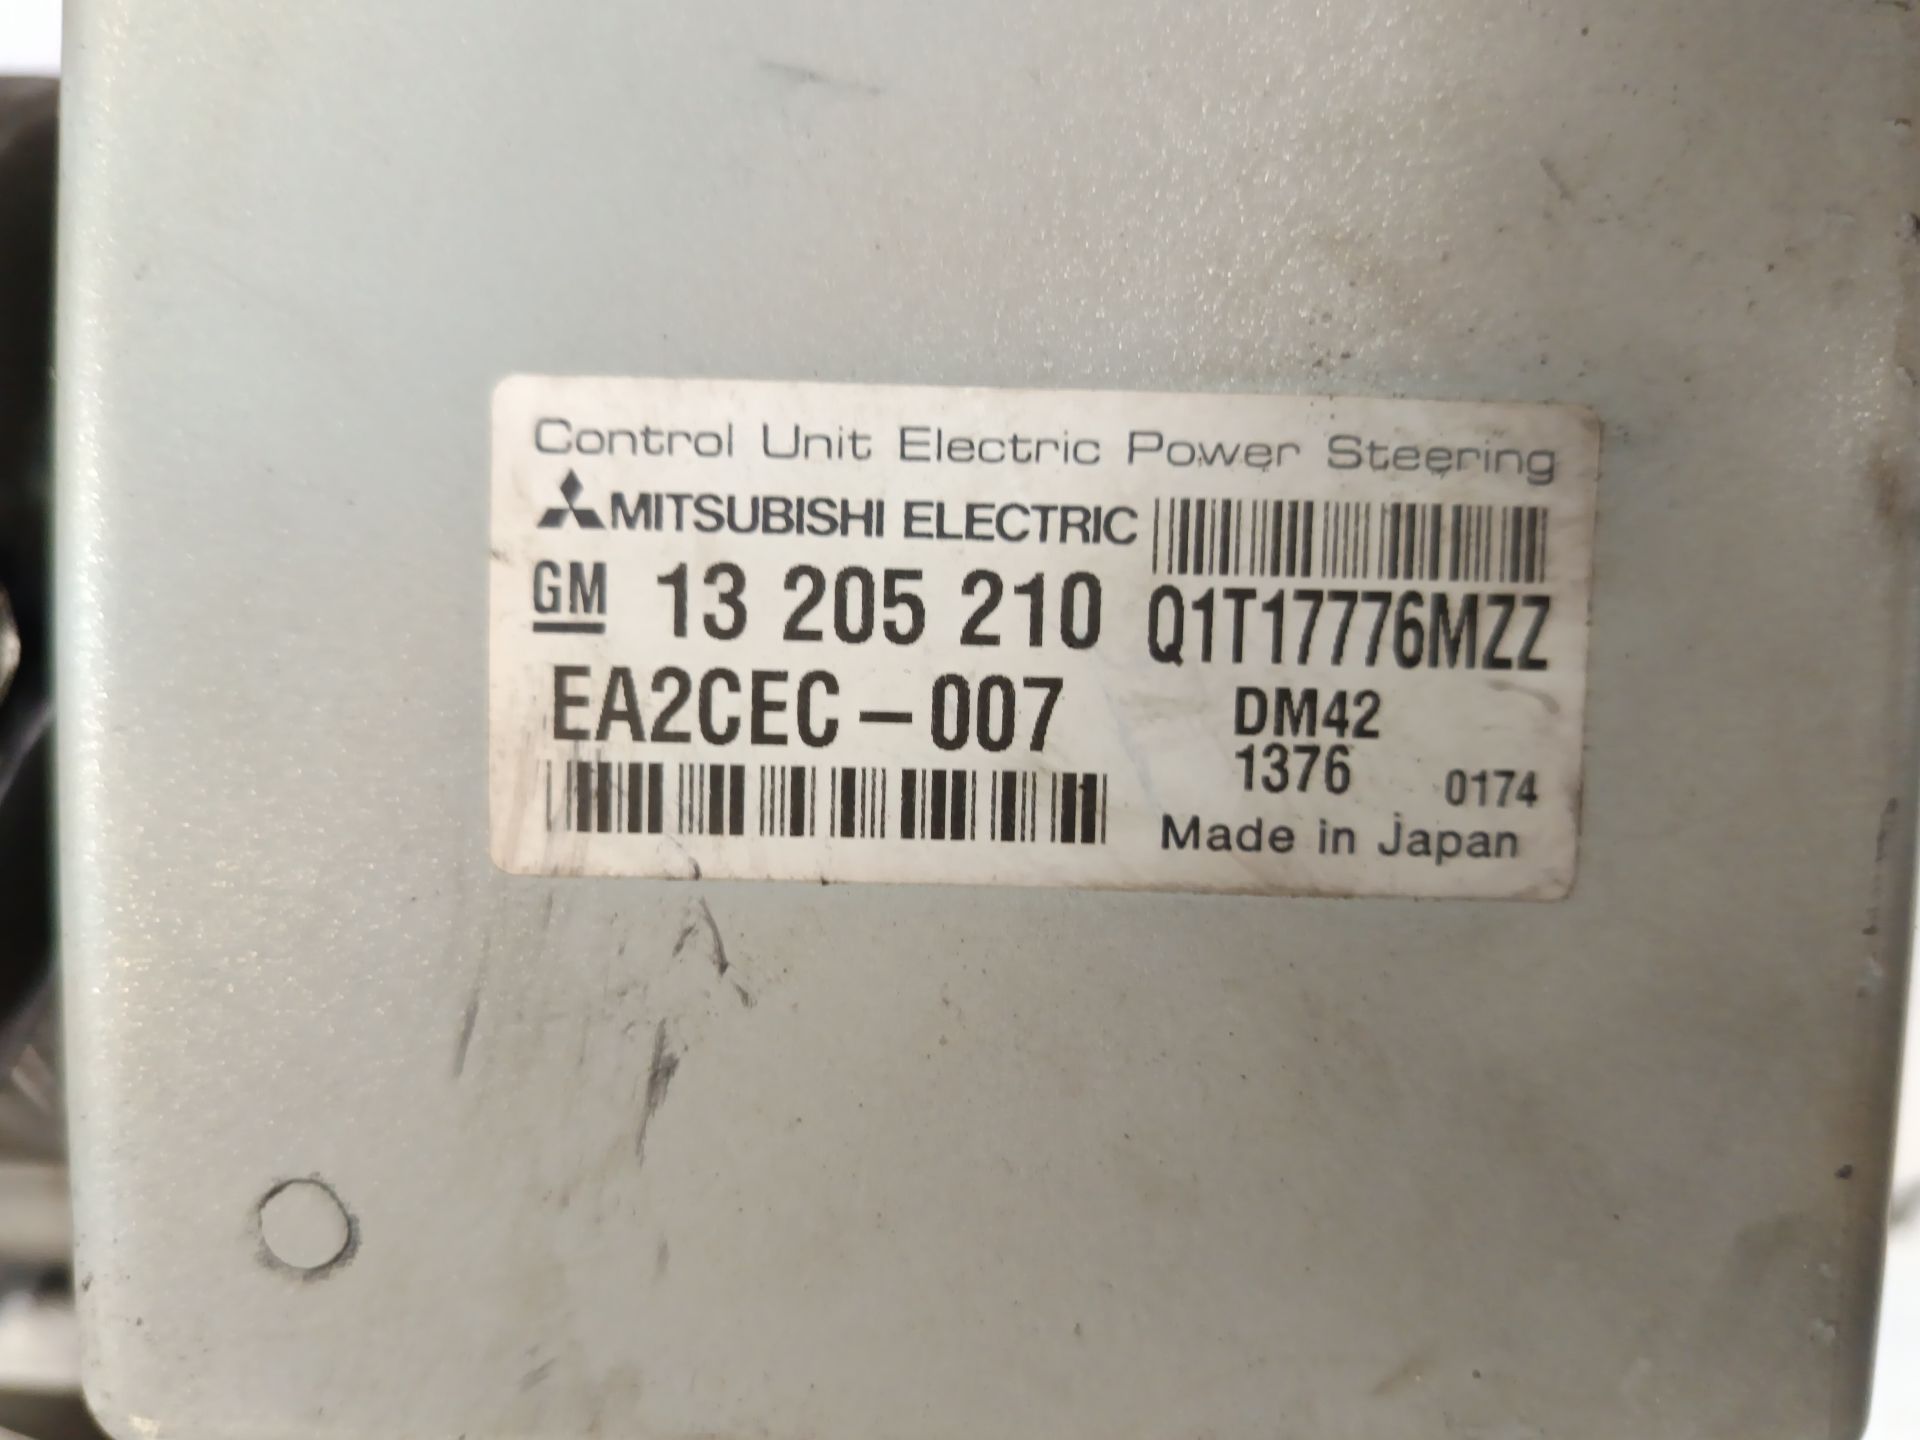 Control Unit Electric Power Steering
MITSUBISHI ELECTRIC
GM 13 205 210 Q1T17776MZZ
EA2CEC-007 DM42
1376 0174
Made in Japan